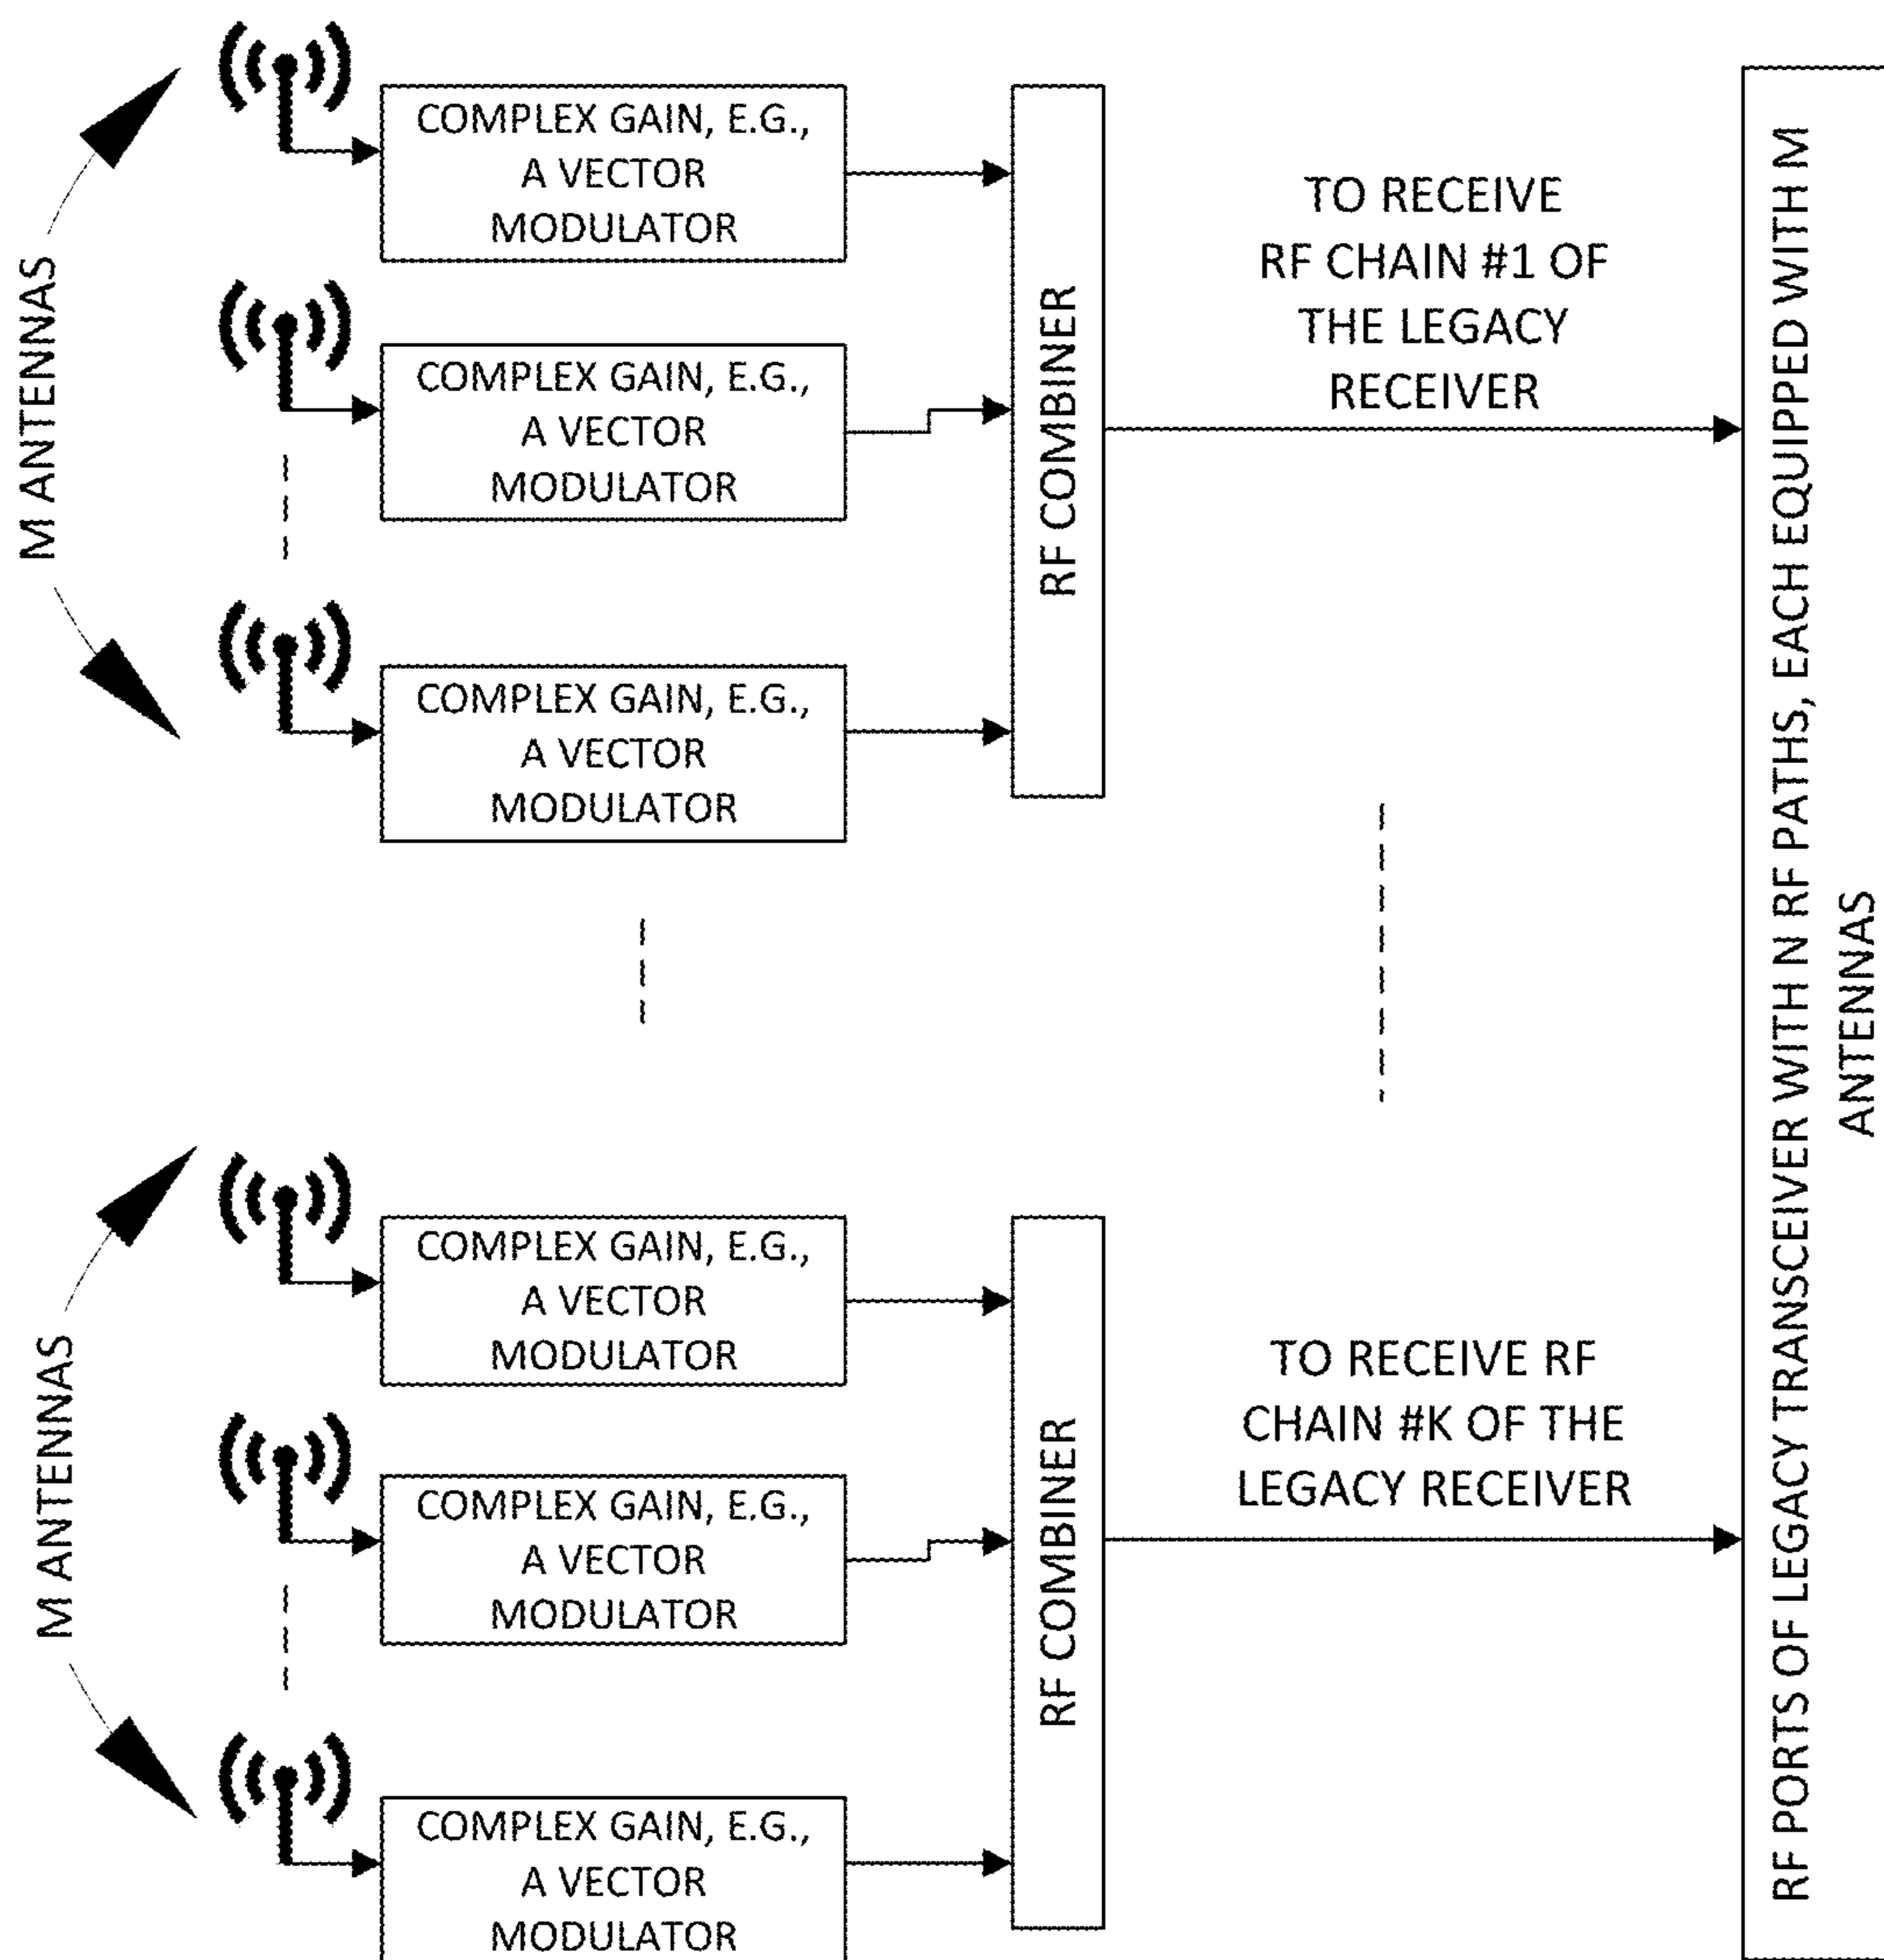 M ANTENNAS
COMPLEX GAIN, E.G.,
A VECTOR
MODULATOR
COMPLEX GAIN, E.G.,
A VECTOR
MODULATOR
COMPLEX GAIN, E.G.,
A VECTOR
MODULATOR
RF COMBINER
TO RECEIVE
RF CHAIN #1 OF
THE LEGACY
RECEIVER
M ANTENNAS
COMPLEX GAIN, E.G.,
A VECTOR
MODULATOR
COMPLEX GAIN, E.G.,
A VECTOR
MODULATOR
COMPLEX GAIN, E.G.,
A VECTOR
MODULATOR
RF COMBINER
TO RECEIVE RF
CHAIN #K OF THE
LEGACY RECEIVER
RF PORTS OF LEGACY TRANSCEIVER WITH N RF PATHS, EACH EQUIPPED WITH M
ANTENNAS